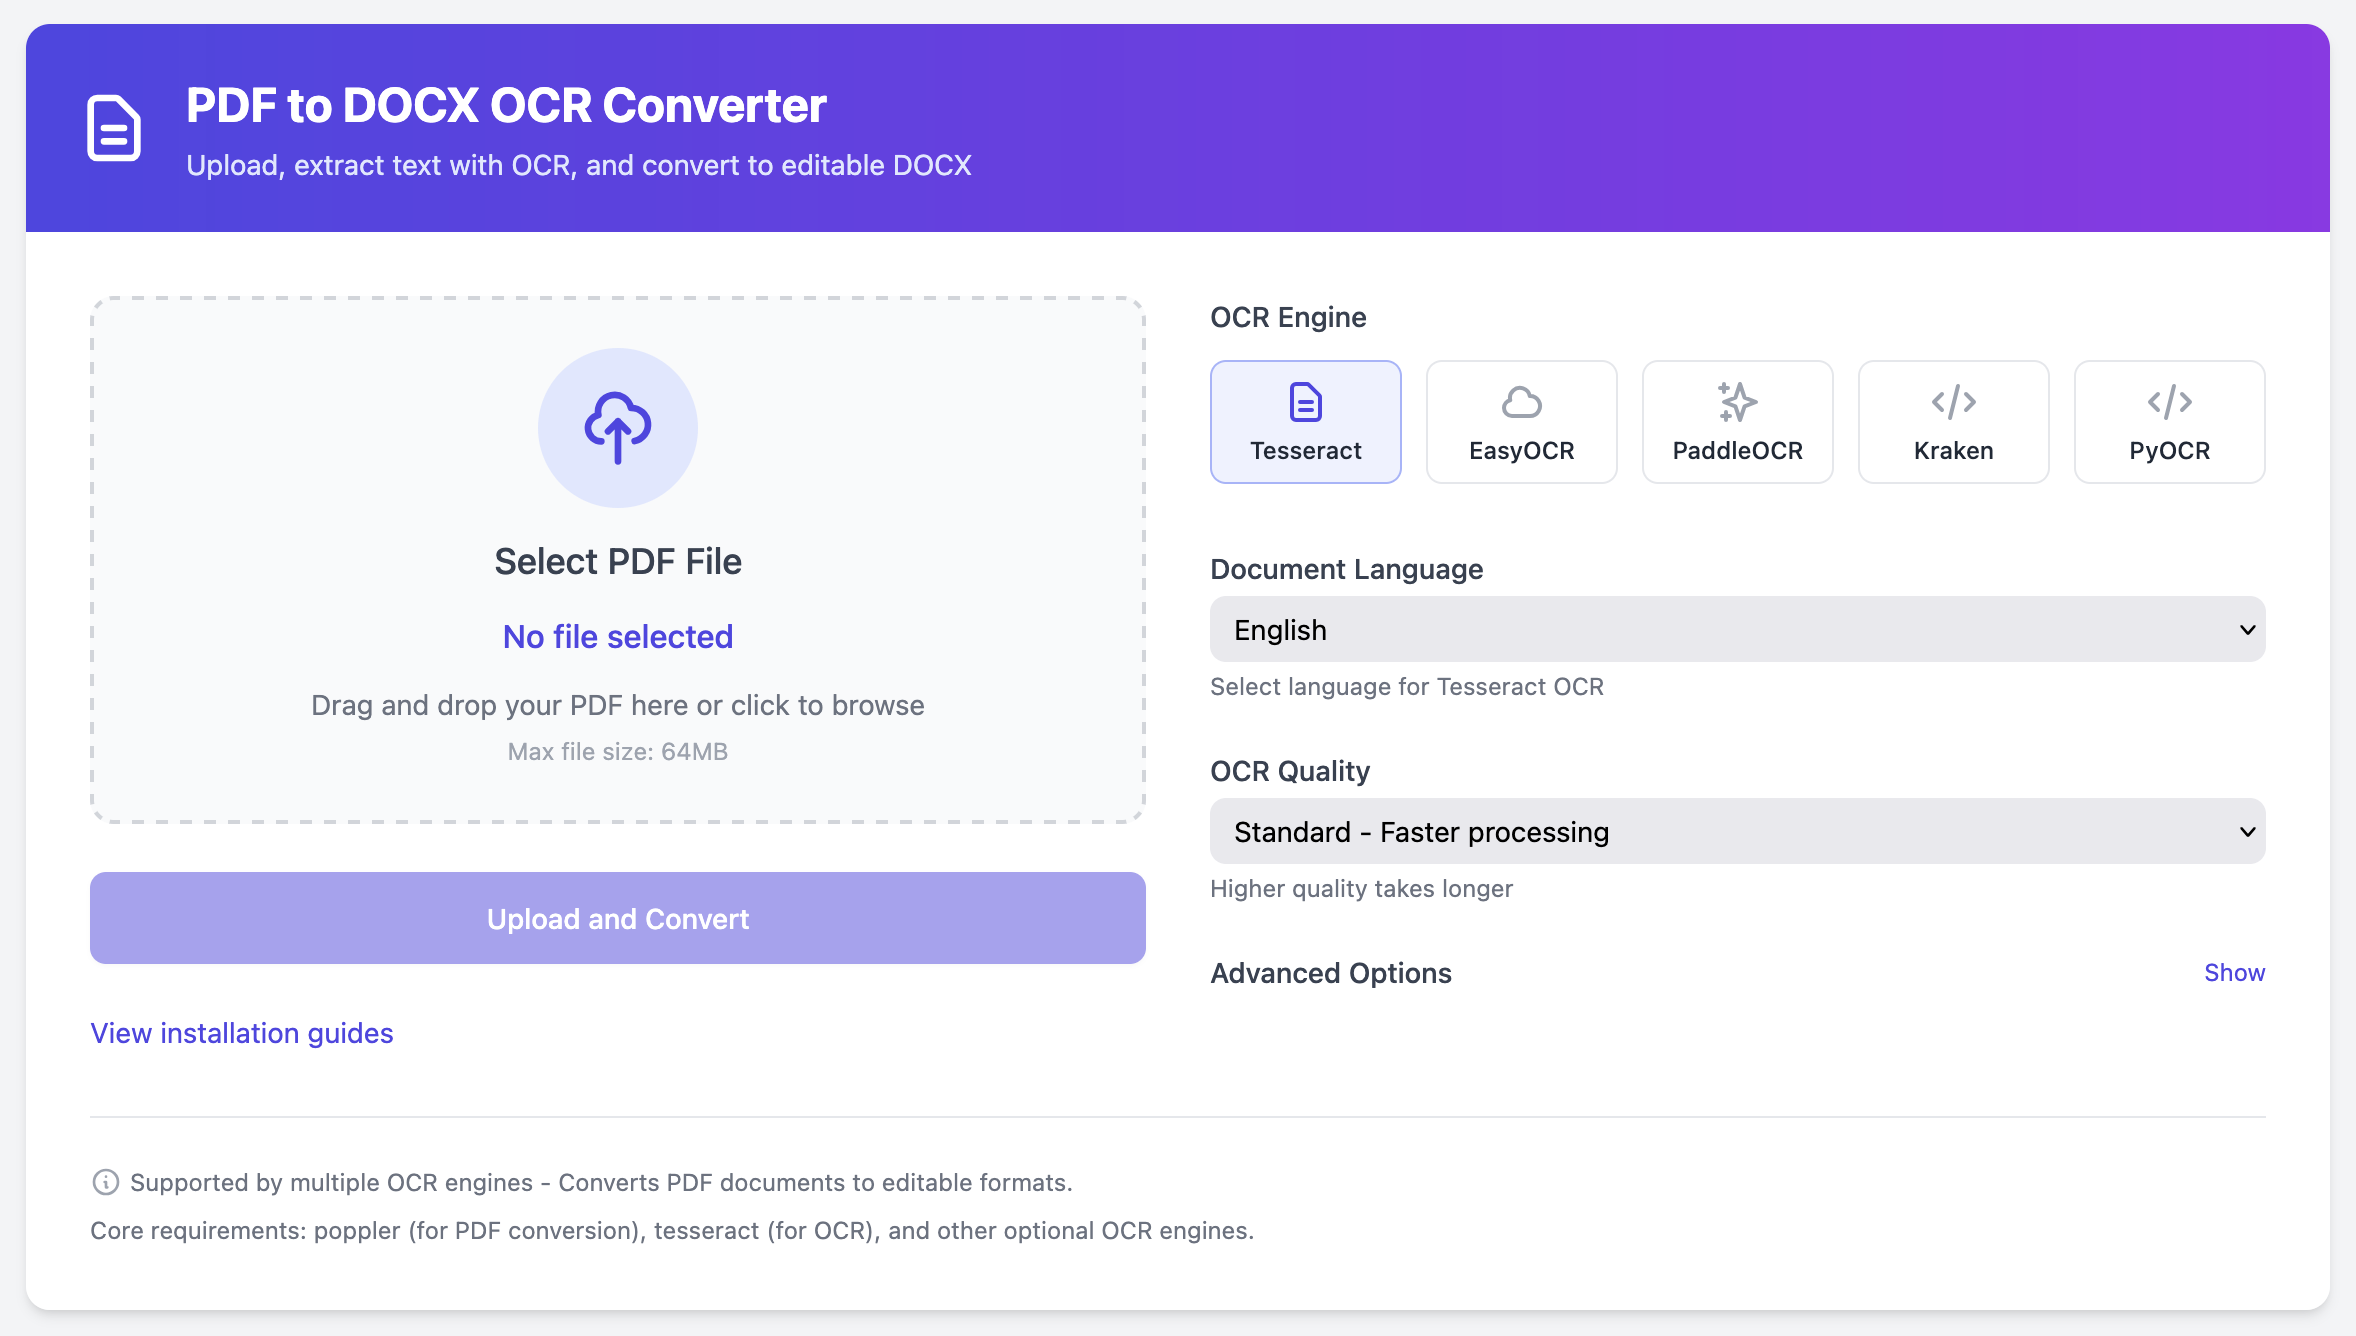 PDF to DOCX OCR Converter
Upload, extract text with OCR, and convert to editable DOCX
Select PDF File
No file selected
Drag and drop your PDF here or click to browse
Max file size: 64MB
Upload and Convert
View installation guides
OCR Engine
Tesseract
EasyOCR
PaddleOCR
Kraken
PyOCR
Document Language
English
Select language for Tesseract OCR
OCR Quality
Standard - Faster processing
Higher quality takes longer
Advanced Options
Show
Supported by multiple OCR engines - Converts PDF documents to editable formats.
Core requirements: poppler (for PDF conversion), tesseract (for OCR), and other optional OCR engines.